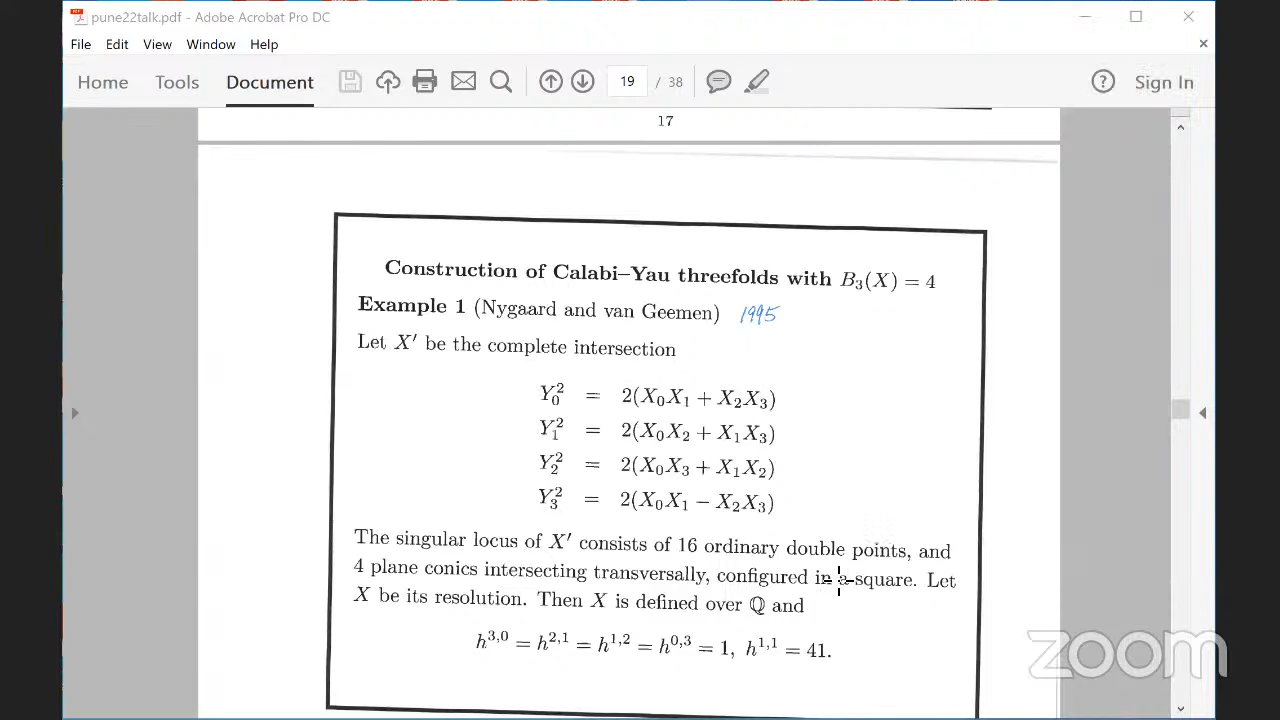 pune22talk.pdf - Adobe Acrobat Pro DC
File Edit View Window Help
Home Tools Document 19 / 38 Sign In
17
Construction of Calabi–Yau threefolds with B₃(X) = 4
Example 1 (Nygaard and van Geemen) 1995
Let X′ be the complete intersection
Y₀² = 2(X₀X₁ + X₂X₃)
Y₁² = 2(X₀X₂ + X₁X₃)
Y₂² = 2(X₀X₃ + X₁X₂)
Y₃² = 2(X₀X₁ − X₂X₃)
The singular locus of X′ consists of 16 ordinary double points, and
4 plane conics intersecting transversally, configured in a square. Let
X be its resolution. Then X is defined over ℚ and
h³,⁰ = h²,¹ = h¹,² = h⁰,³ = 1, h¹,¹ = 41.
zoom